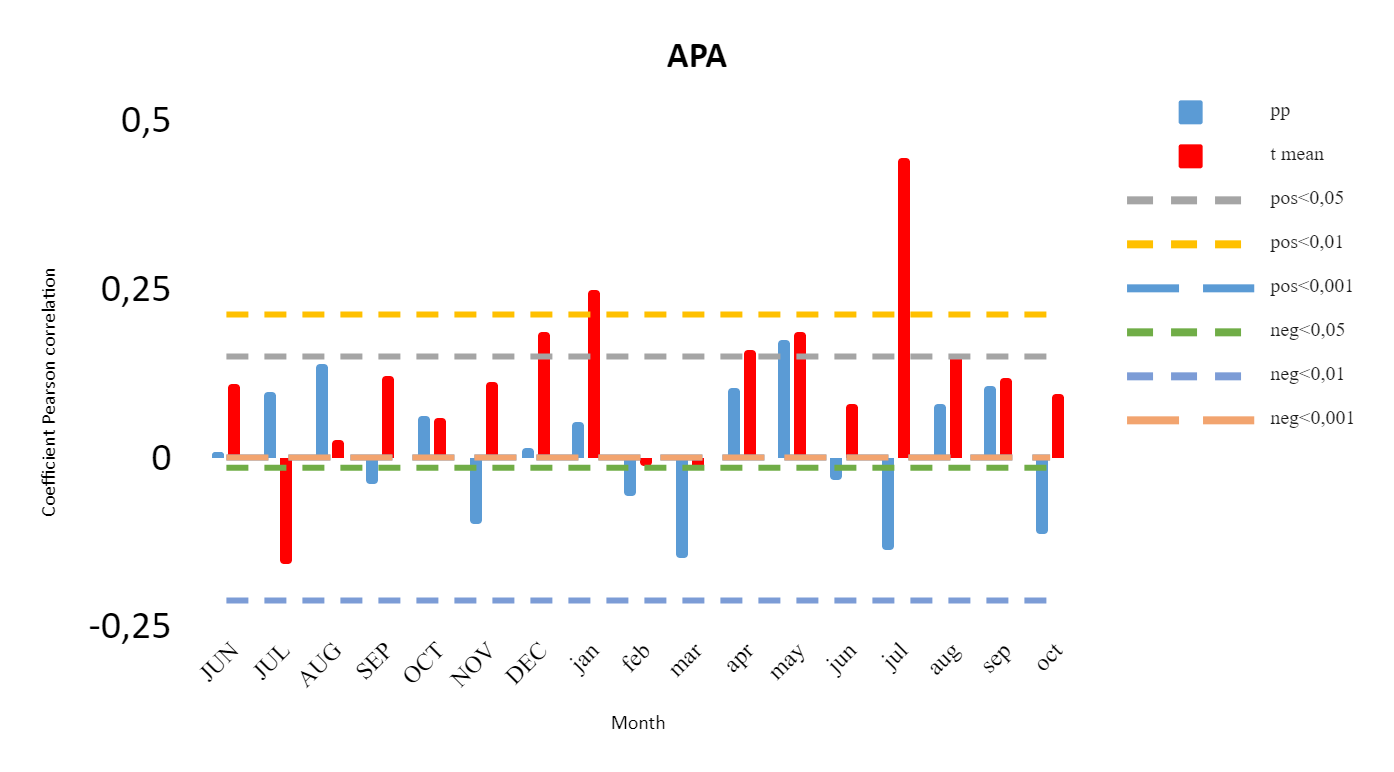 APA
0,5
0,25
0
-0,25
Coefficient Pearson correlation
JUN JUL AUG SEP OCT NOV DEC jan feb mar apr may jun jul aug sep oct
Month
pp
t mean
pos<0,05
pos<0,01
pos<0,001
neg<0,05
neg<0,01
neg<0,001